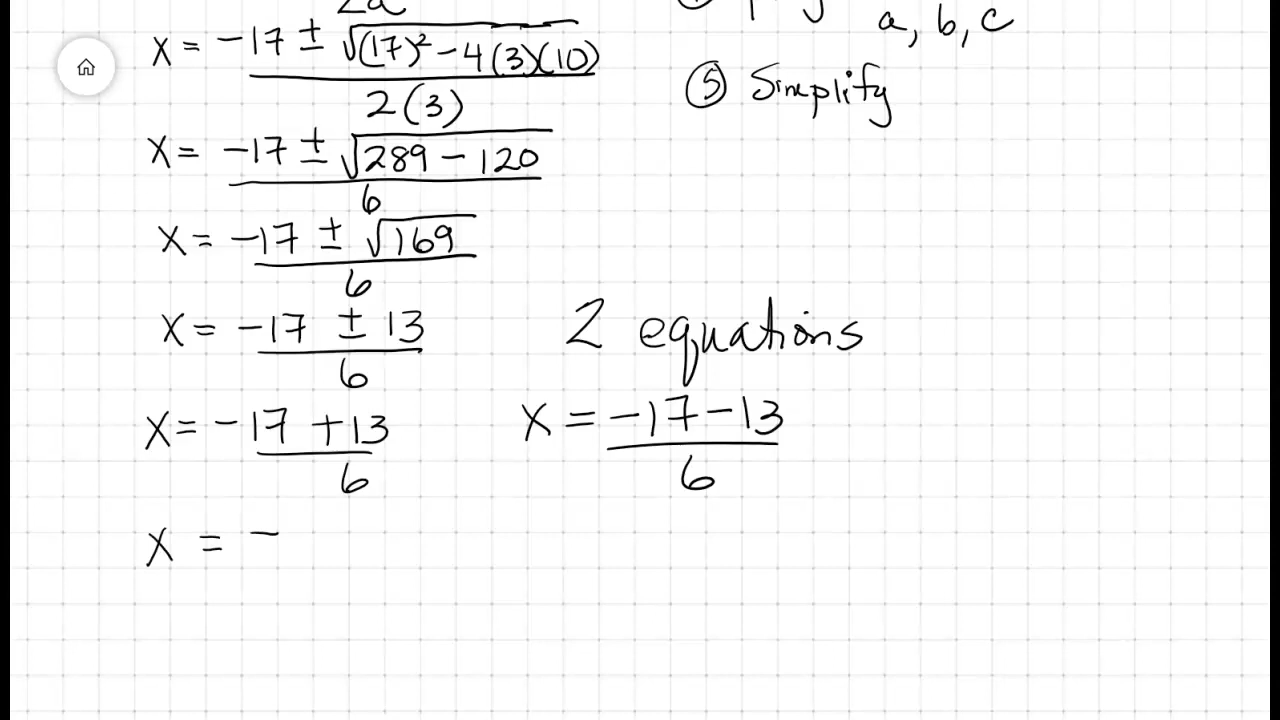 2a
a, b, c
x = -17 ± √(17)² - 4(3)(10)
2(3)
⑤ Simplify
x = -17 ± √289 - 120
6
x = -17 ± √169
6
x = -17 ± 13
6
2 equations
x = -17 + 13
6
x = -17 - 13
6
x = -